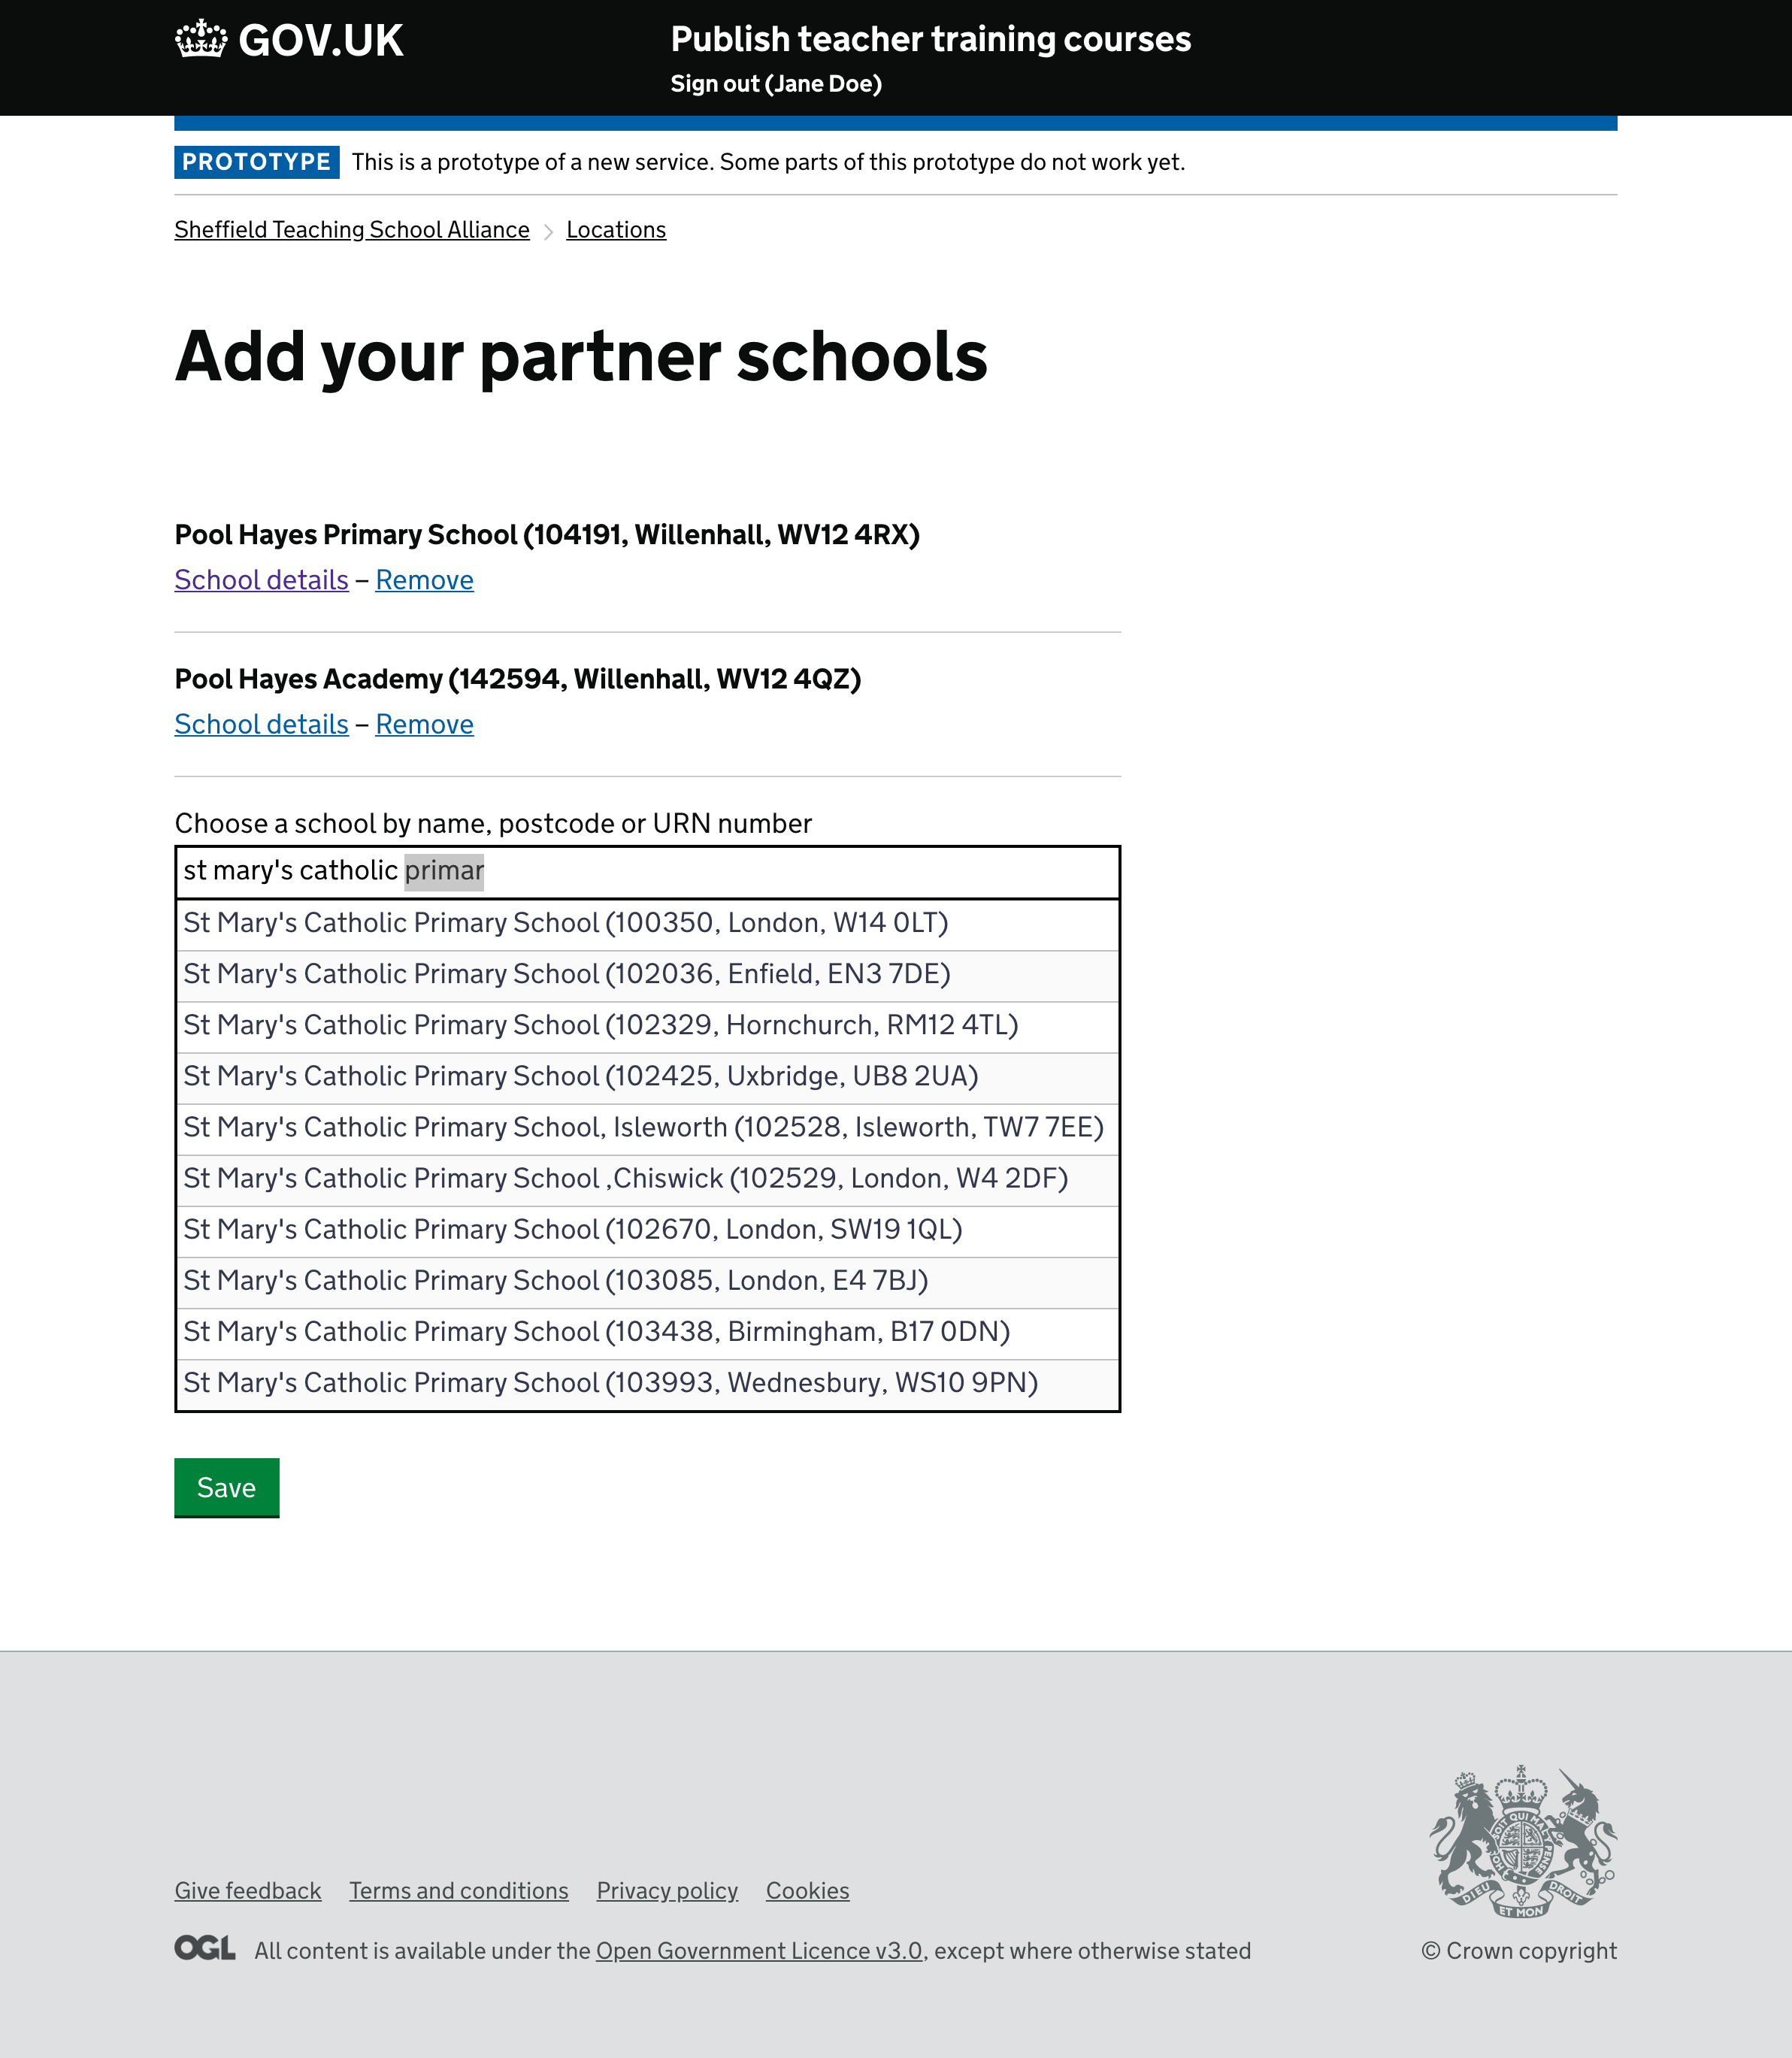 GOV.UK
Publish teacher training courses
Sign out (Jane Doe)
PROTOTYPE This is a prototype of a new service. Some parts of this prototype do not work yet.
Sheffield Teaching School Alliance Locations
Add your partner schools
Pool Hayes Primary School (104191, Willenhall, WV12 4RX)
School details – Remove
Pool Hayes Academy (142594, Willenhall, WV12 4QZ)
School details – Remove
Choose a school by name, postcode or URN number
st mary's catholic primar
St Mary's Catholic Primary School (100350, London, W14 0LT)
St Mary's Catholic Primary School (102036, Enfield, EN3 7DE)
St Mary's Catholic Primary School (102329, Hornchurch, RM12 4TL)
St Mary's Catholic Primary School (102425, Uxbridge, UB8 2UA)
St Mary's Catholic Primary School, Isleworth (102528, Isleworth, TW7 7EE)
St Mary's Catholic Primary School ,Chiswick (102529, London, W4 2DF)
St Mary's Catholic Primary School (102670, London, SW19 1QL)
St Mary's Catholic Primary School (103085, London, E4 7BJ)
St Mary's Catholic Primary School (103438, Birmingham, B17 0DN)
St Mary's Catholic Primary School (103993, Wednesbury, WS10 9PN)
Save
Give feedback Terms and conditions Privacy policy Cookies
OGL All content is available under the Open Government Licence v3.0, except where otherwise stated
DIEU ET MON DROIT
© Crown copyright